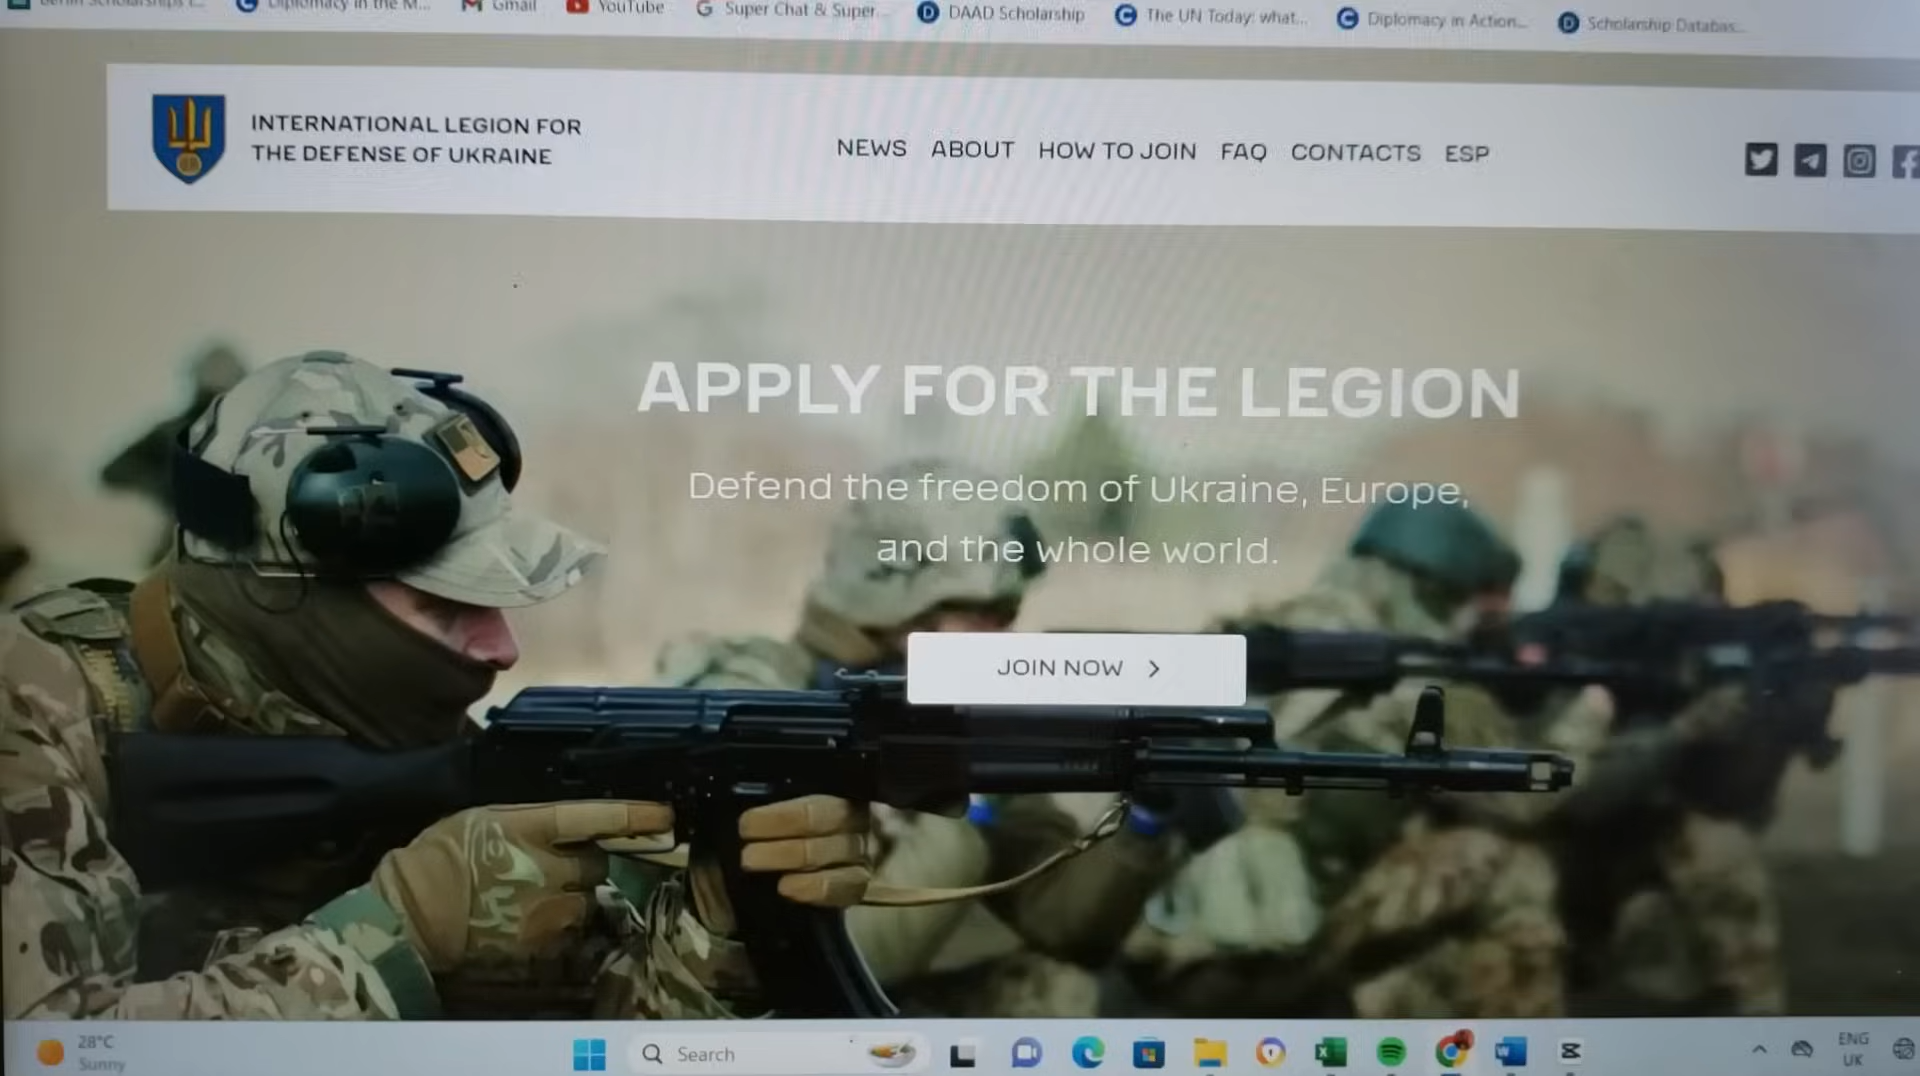 Gmail
YouTube
Super Chat & Super...
DAAD Scholarship
The UN Today: what...
Diplomacy in Action...
Scholarship Databas...
INTERNATIONAL LEGION FOR
THE DEFENSE OF UKRAINE
NEWS ABOUT HOW TO JOIN FAQ CONTACTS ESP
APPLY FOR THE LEGION
Defend the freedom of Ukraine, Europe,
and the whole world.
JOIN NOW
28°C
Sunny
Search
ENG
UK